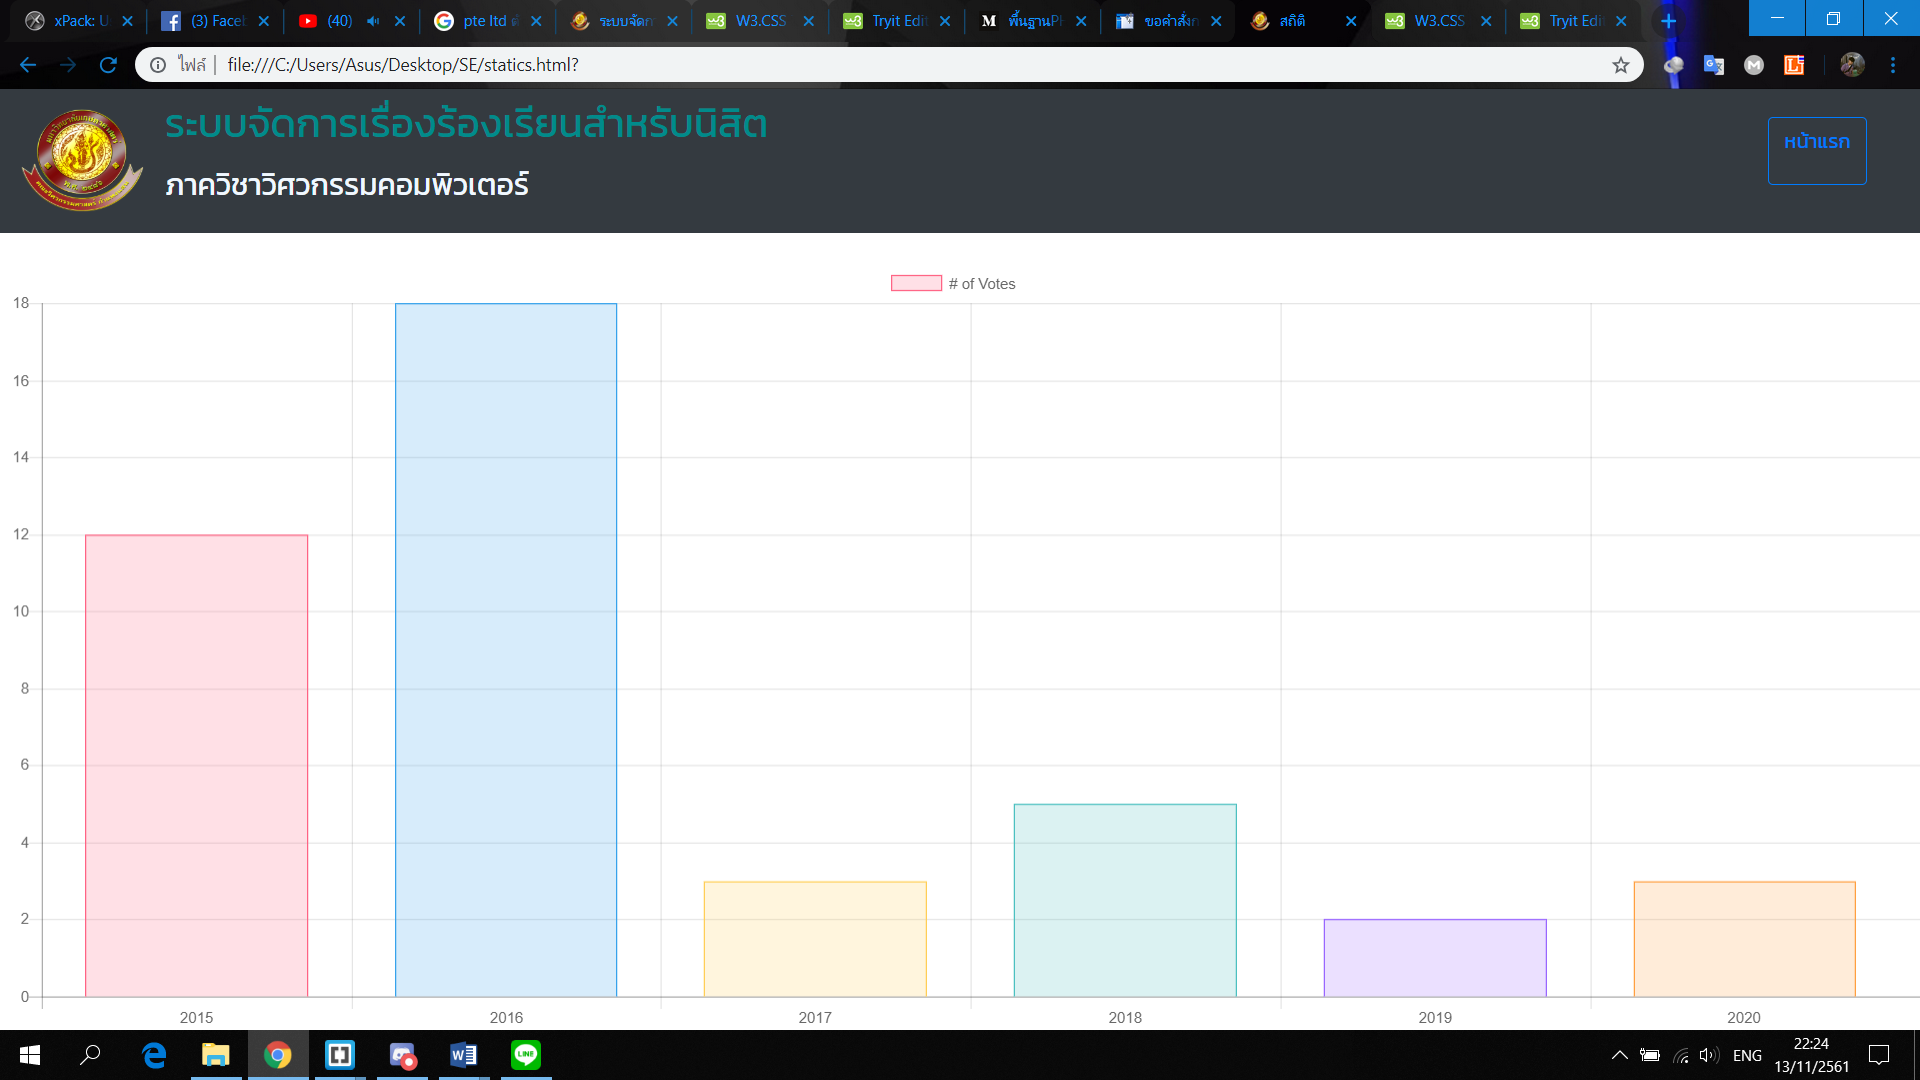 xPack: U
(3) Faceb
(40)
pte ltd คํ
ระบบจัดก
W3.CSS
Tryit Edit
พื้นฐานPH
ขอคำสั่งก
สถิติ
W3.CSS
Tryit Edit
ไฟล์ | file:///C:/Users/Asus/Desktop/SE/statics.html?
ระบบจัดการเรื่องร้องเรียนสำหรับนิสิต
ภาควิชาวิศวกรรมคอมพิวเตอร์
หน้าแรก
# of Votes
18
16
14
12
10
8
6
4
2
0
2015 2016 2017 2018 2019 2020
ENG
22:24
13/11/2561